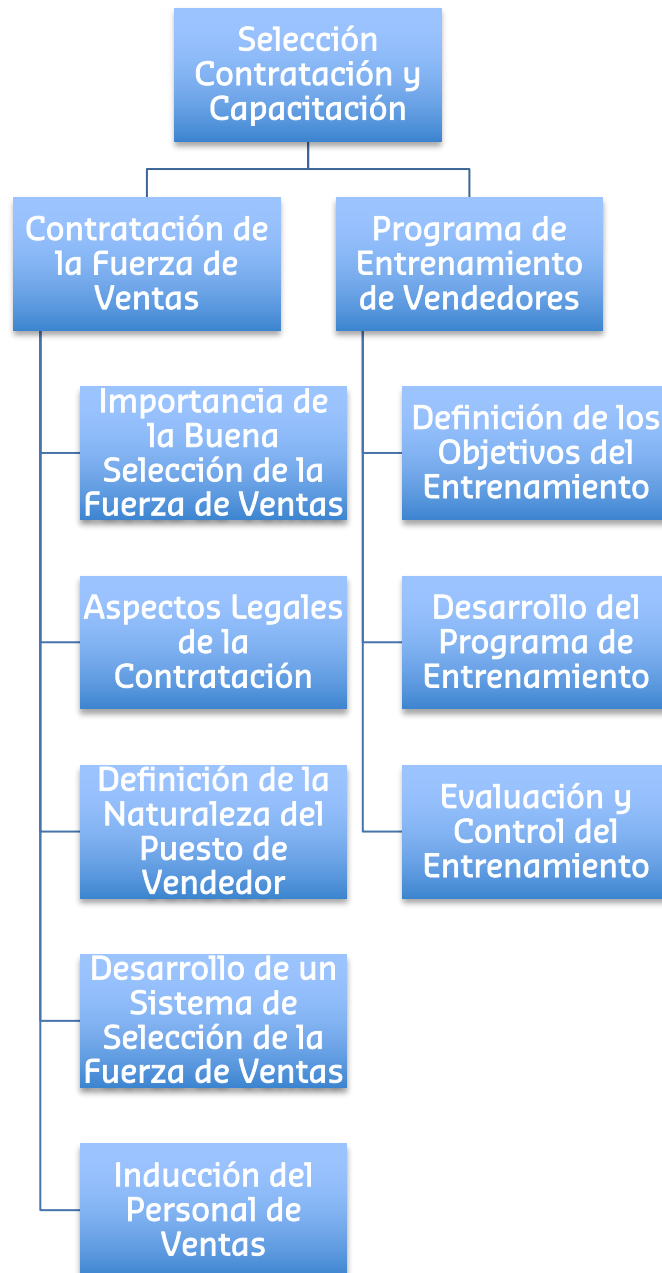 Selección
Contratación y
Capacitación
Contratación de
la Fuerza de
Ventas
Importancia de
la Buena
Selección de la
Fuerza de Ventas
Aspectos Legales
de la
Contratación
Definición de la
Naturaleza del
Puesto de
Vendedor
Desarrollo de un
Sistema de
Selección de la
Fuerza de Ventas
Inducción del
Personal de
Ventas
Programa de
Entrenamiento
de Vendedores
Definición de los
Objetivos del
Entrenamiento
Desarrollo del
Programa de
Entrenamiento
Evaluación y
Control del
Entrenamiento